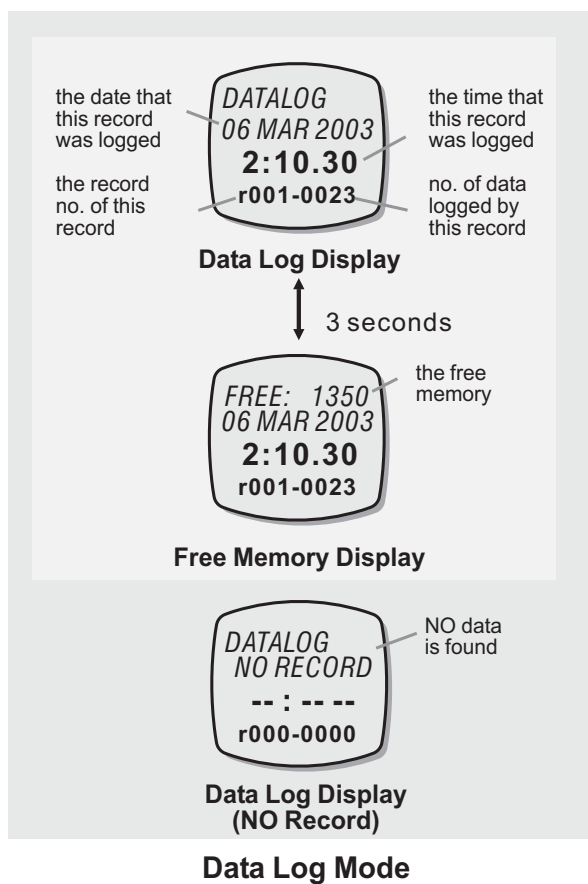 the date that
this record
was logged
DATALOG
06 MAR 2003
2:10.30
r001-0023
the time that
this record
was logged
the record
no. of this
record
no. of data
logged by
this record
Data Log Display
3 seconds
FREE: 1350
06 MAR 2003
2:10.30
r001-0023
the free
memory
Free Memory Display
DATALOG
NO RECORD
-- : -- --
r000-0000
NO data
is found
Data Log Display
(NO Record)
Data Log Mode